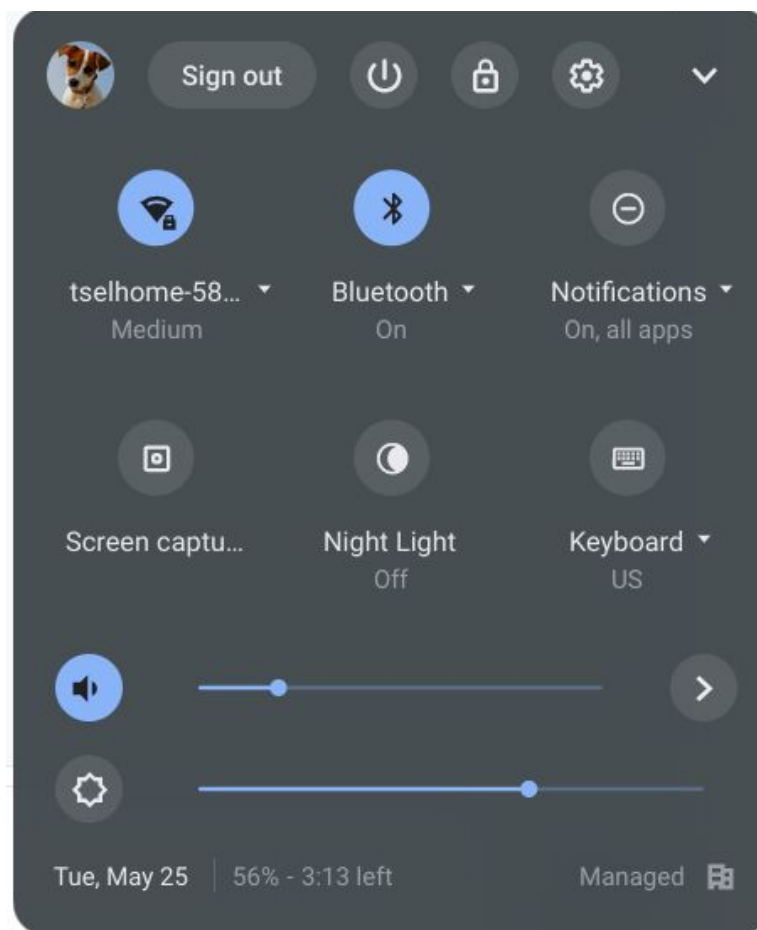 Sign out
tselhome-58... Bluetooth Notifications
Medium On On, all apps
Screen captu... Night Light Keyboard
Off US
Tue, May 25 56% - 3:13 left Managed